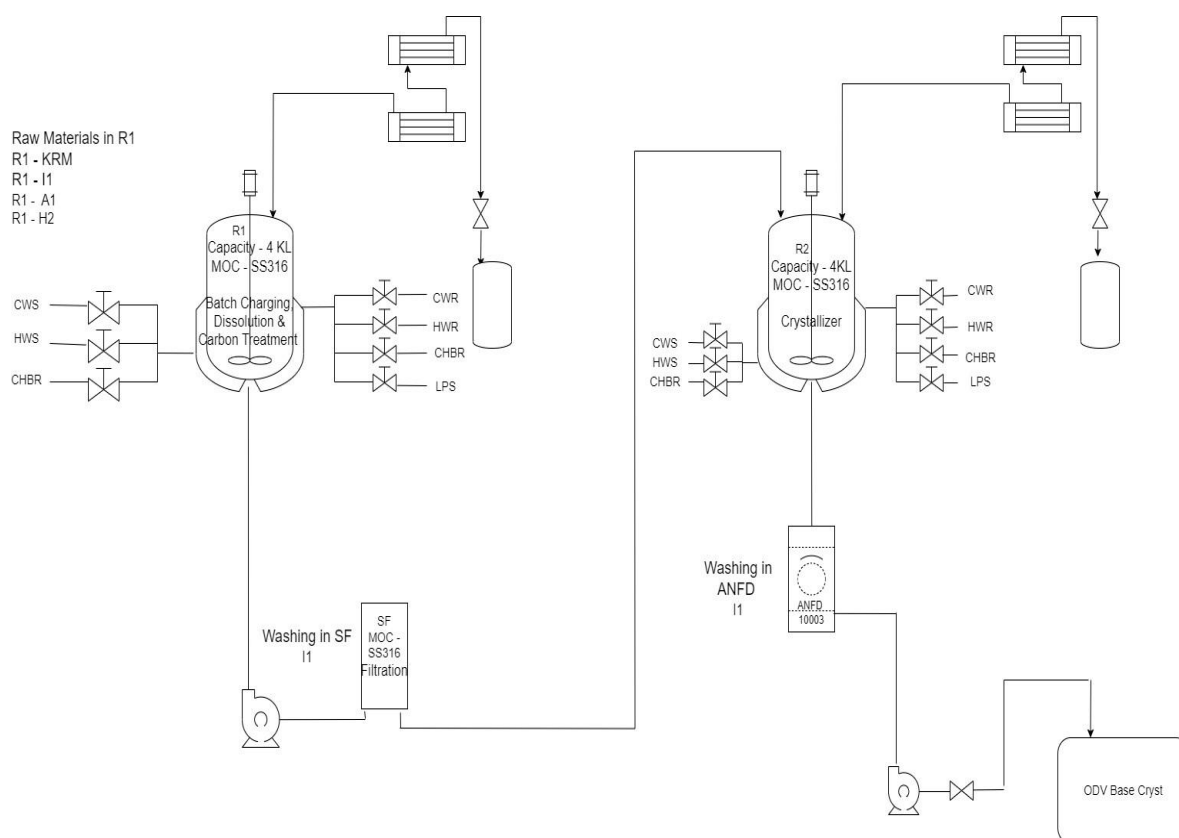 Raw Materials in R1
R1 - KRM
R1 - I1
R1 - A1
R1 - H2
R1
Capacity - 4 KL
MOC - SS316
Batch Charging,
Dissolution &
Carbon Treatment
CWS
HWS
CHBR
CWR
HWR
CHBR
LPS
R2
Capacity - 4KL
MOC - SS316
Crystallizer
CWS
HWS
CHBR
CWR
HWR
CHBR
LPS
Washing in SF
I1
SF
MOC -
SS316
Filtration
Washing in
ANFD
I1
ANFD
10003
ODV Base Cryst